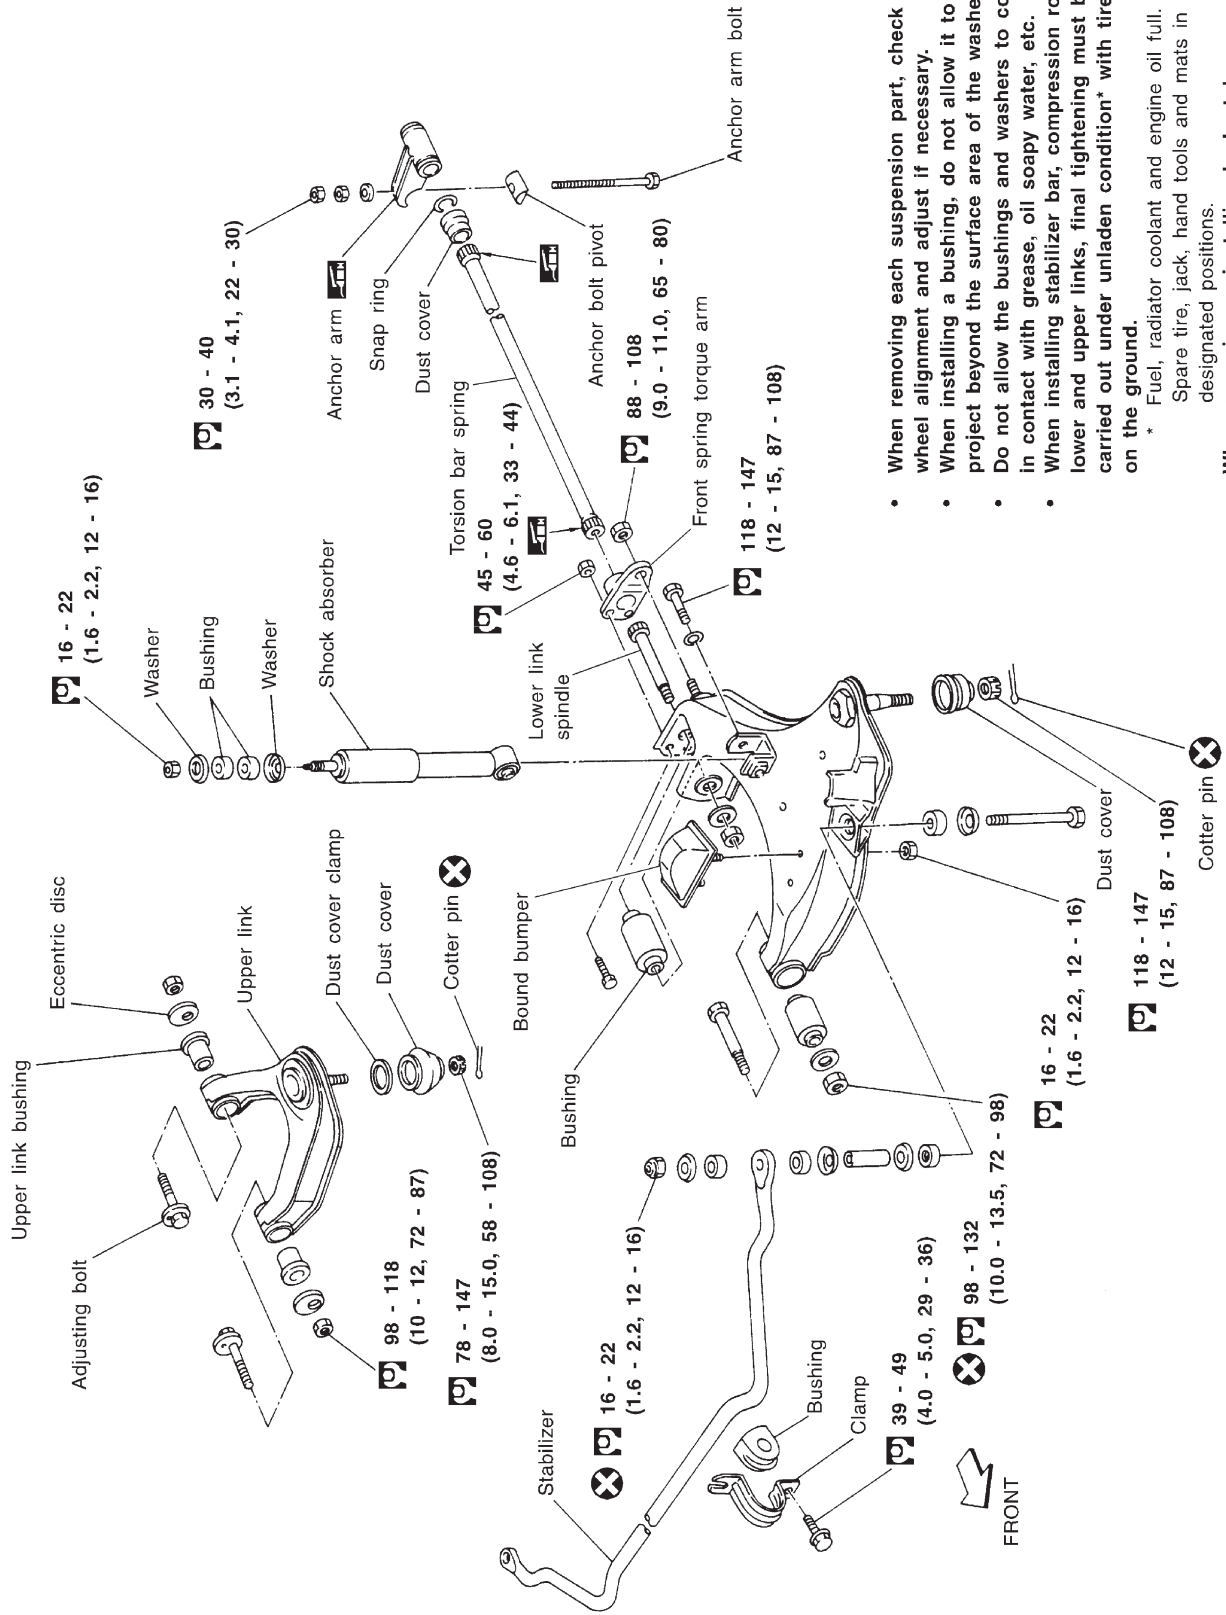 Upper link bushing
Eccentric disc
Upper link
Adjusting bolt
Dust cover clamp
Dust cover
Cotter pin
98 - 118
(10 - 12, 72 - 87)
78 - 147
(8.0 - 15.0, 58 - 108)
16 - 22
(1.6 - 2.2, 12 - 16)
Washer
Bushing
Washer
Shock absorber
30 - 40
(3.1 - 4.1, 22 - 30)
Anchor arm
Snap ring
Dust cover
Torsion bar spring
45 - 60
(4.6 - 6.1, 33 - 44)
Lower link
spindle
Anchor bolt pivot
88 - 108
(9.0 - 11.0, 65 - 80)
Front spring torque arm
118 - 147
(12 - 15, 87 - 108)
Anchor arm bolt
Bound bumper
Bushing
Stabilizer
16 - 22
(1.6 - 2.2, 12 - 16)
Bushing
Clamp
39 - 49
(4.0 - 5.0, 29 - 36)
98 - 132
(10.0 - 13.5, 72 - 98)
FRONT
16 - 22
(1.6 - 2.2, 12 - 16)
Dust cover
118 - 147
(12 - 15, 87 - 108)
Cotter pin
• When removing each suspension part, check
wheel alignment and adjust if necessary.
• When installing a bushing, do not allow it to
project beyond the surface area of the washe
• Do not allow the bushings and washers to co
in contact with grease, oil soapy water, etc.
• When installing stabilizer bar, compression ro
lower and upper links, final tightening must b
carried out under unladen condition* with tire
on the ground.
* Fuel, radiator coolant and engine oil full.
Spare tire, jack, hand tools and mats in
designated positions.